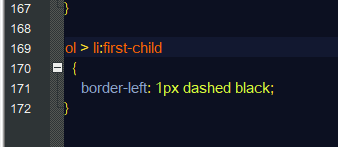 167 }
168
169 ol > li:first-child
170 {
171 border-left: 1px dashed black;
172 }